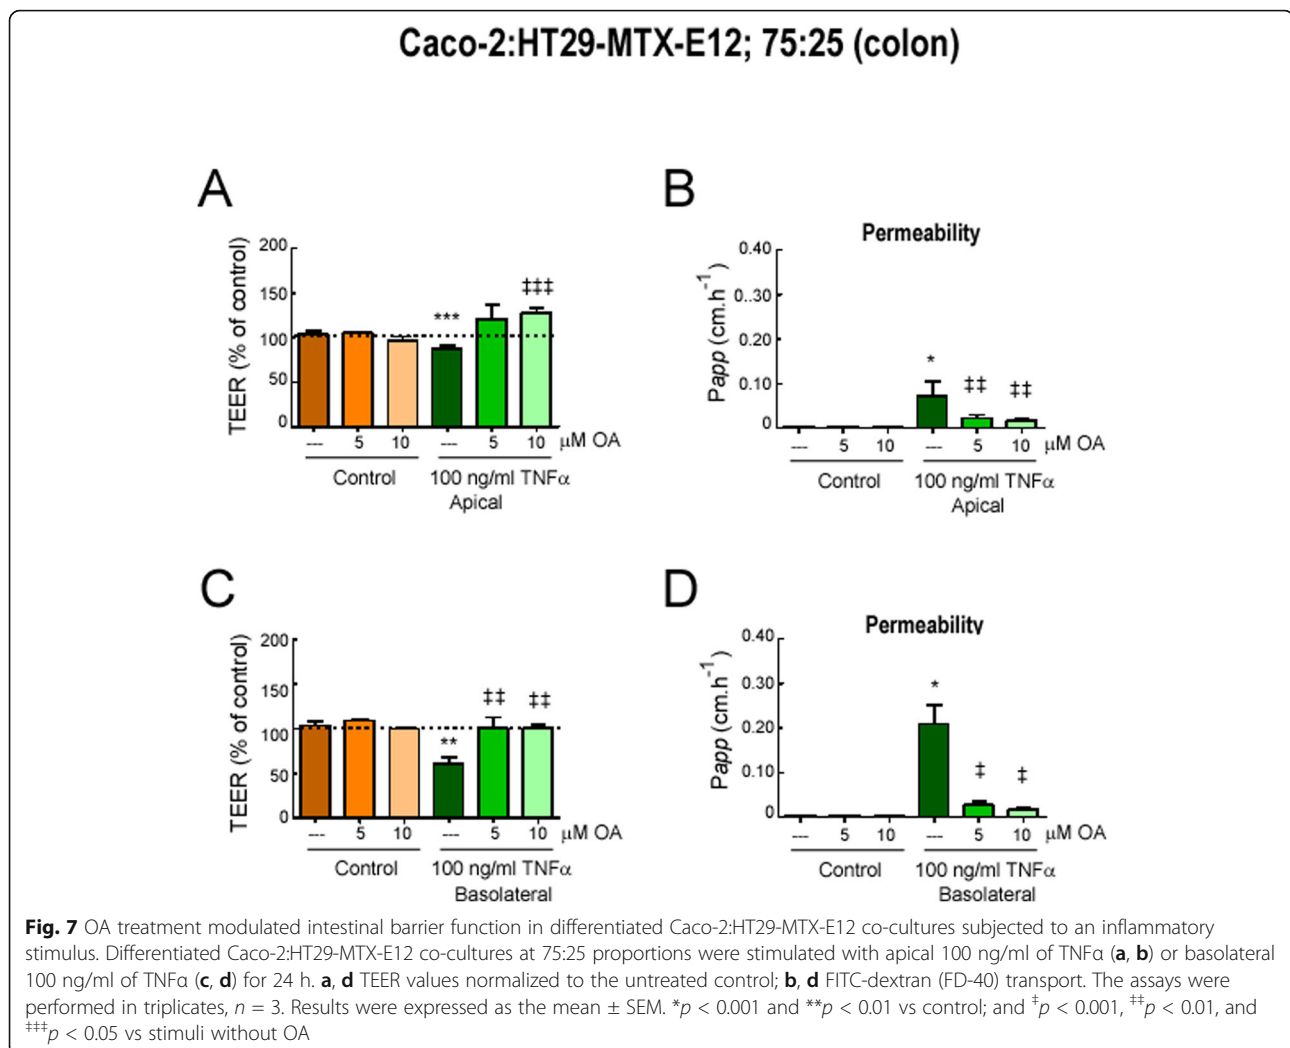 Caco-2:HT29-MTX-E12; 75:25 (colon)
A
TEER (% of control)
200
150
100
50
0
***
‡‡‡
--- 5 10 --- 5 10 μM OA
Control 100 ng/ml TNFα
Apical
B
Permeability
Papp (cm.h⁻¹)
0.40
0.30
0.20
0.10
0
*
‡‡ ‡‡
--- 5 10 --- 5 10 μM OA
Control 100 ng/ml TNFα
Apical
C
TEER (% of control)
200
150
100
50
0
**
‡‡ ‡‡
--- 5 10 --- 5 10 μM OA
Control 100 ng/ml TNFα
Basolateral
D
Permeability
Papp (cm.h⁻¹)
0.40
0.30
0.20
0.10
0
*
‡ ‡
--- 5 10 --- 5 10 μM OA
Control 100 ng/ml TNFα
Basolateral
Fig. 7 OA treatment modulated intestinal barrier function in differentiated Caco-2:HT29-MTX-E12 co-cultures subjected to an inflammatory
stimulus. Differentiated Caco-2:HT29-MTX-E12 co-cultures at 75:25 proportions were stimulated with apical 100 ng/ml of TNFα (a, b) or basolateral
100 ng/ml of TNFα (c, d) for 24 h. a, d TEER values normalized to the untreated control; b, d FITC-dextran (FD-40) transport. The assays were
performed in triplicates, n = 3. Results were expressed as the mean ± SEM. *p < 0.001 and **p < 0.01 vs control; and ‡p < 0.001, ‡‡p < 0.01, and
‡‡‡p < 0.05 vs stimuli without OA